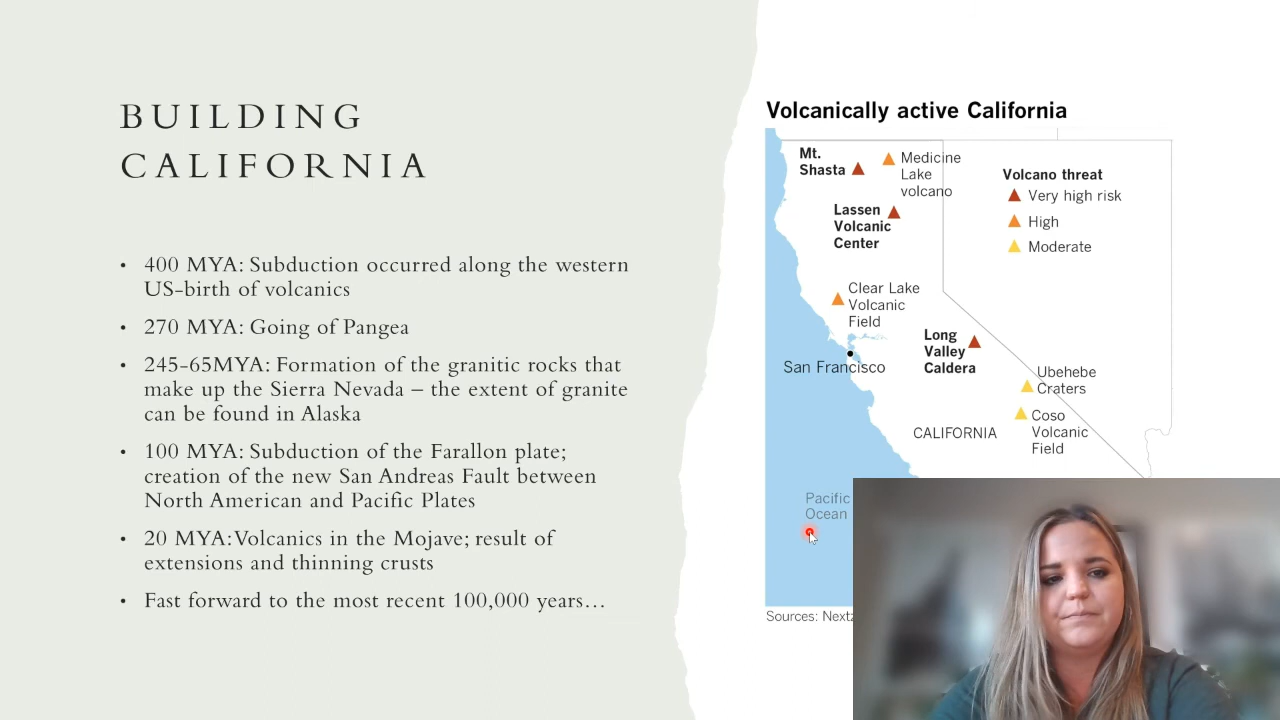 BUILDING
CALIFORNIA
• 400 MYA: Subduction occurred along the western
US-birth of volcanics
• 270 MYA: Going of Pangea
• 245-65MYA: Formation of the granitic rocks that
make up the Sierra Nevada – the extent of granite
can be found in Alaska
• 100 MYA: Subduction of the Farallon plate;
creation of the new San Andreas Fault between
North American and Pacific Plates
• 20 MYA: Volcanics in the Mojave; result of
extensions and thinning crusts
• Fast forward to the most recent 100,000 years…
Volcanically active California
Mt.
Shasta
Medicine
Lake
volcano
Lassen
Volcanic
Center
Volcano threat
Very high risk
High
Moderate
Clear Lake
Volcanic
Field
Long
Valley
Caldera
San Francisco
Ubehebe
Craters
Coso
Volcanic
Field
CALIFORNIA
Pacific
Ocean
Sources: